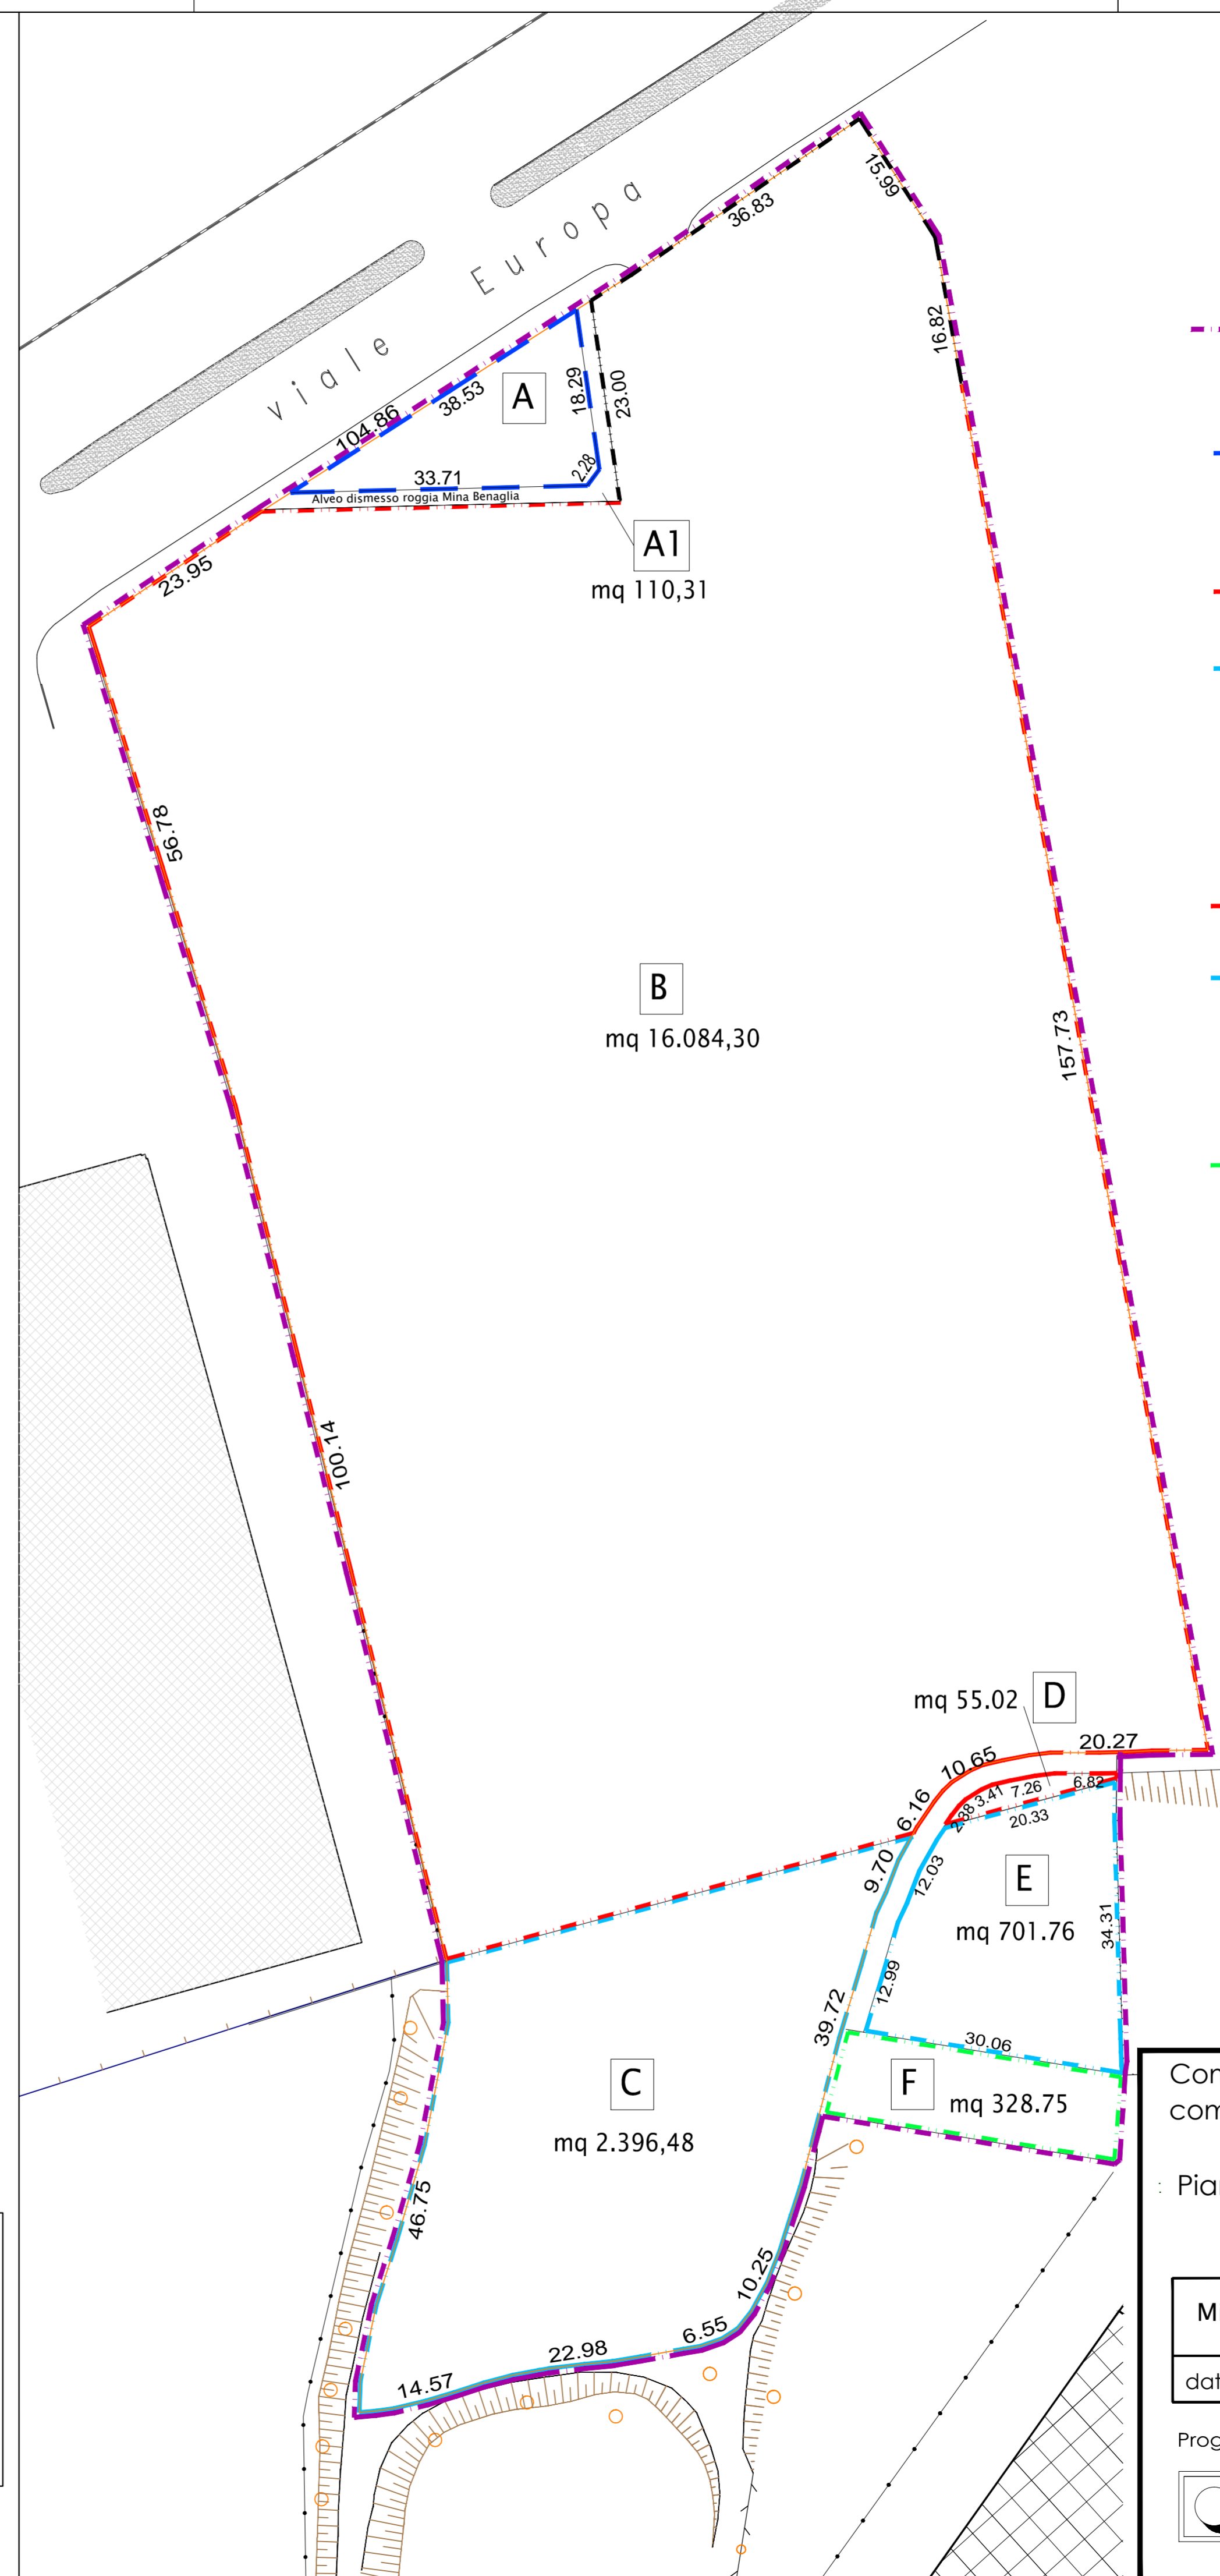 viale Europa
15.99
36.83
16.82
A
18.29
23.00
38.53
104.86
2.28
33.71
Alveo dismesso roggia Mina Benaglia
A1
mq 110,31
23.95
56.78
B
mq 16.084,30
157.73
100.14
D
mq 55.02
20.27
10.65
6.82
7.26
3.41
2.88
6.16
20.33
9.70
12.03
E
mq 701.76
34.31
12.99
39.72
30.06
F
mq 328.75
C
mq 2.396,48
46.75
10.25
6.55
22.98
14.57
Con
com
: Pian
M
dat
Prog